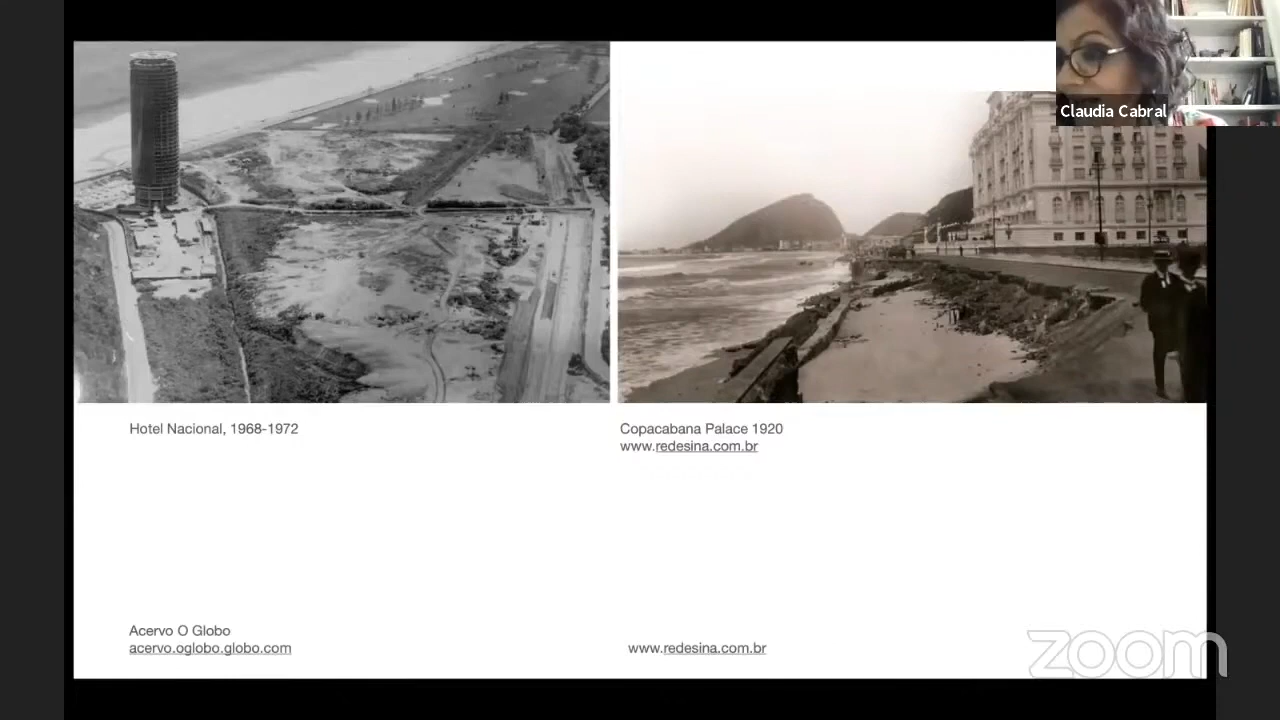 Claudia Cabral
Hotel Nacional, 1968-1972
Copacabana Palace 1920
www.redesina.com.br
Acervo O Globo
acervo.oglobo.globo.com
www.redesina.com.br
zoom